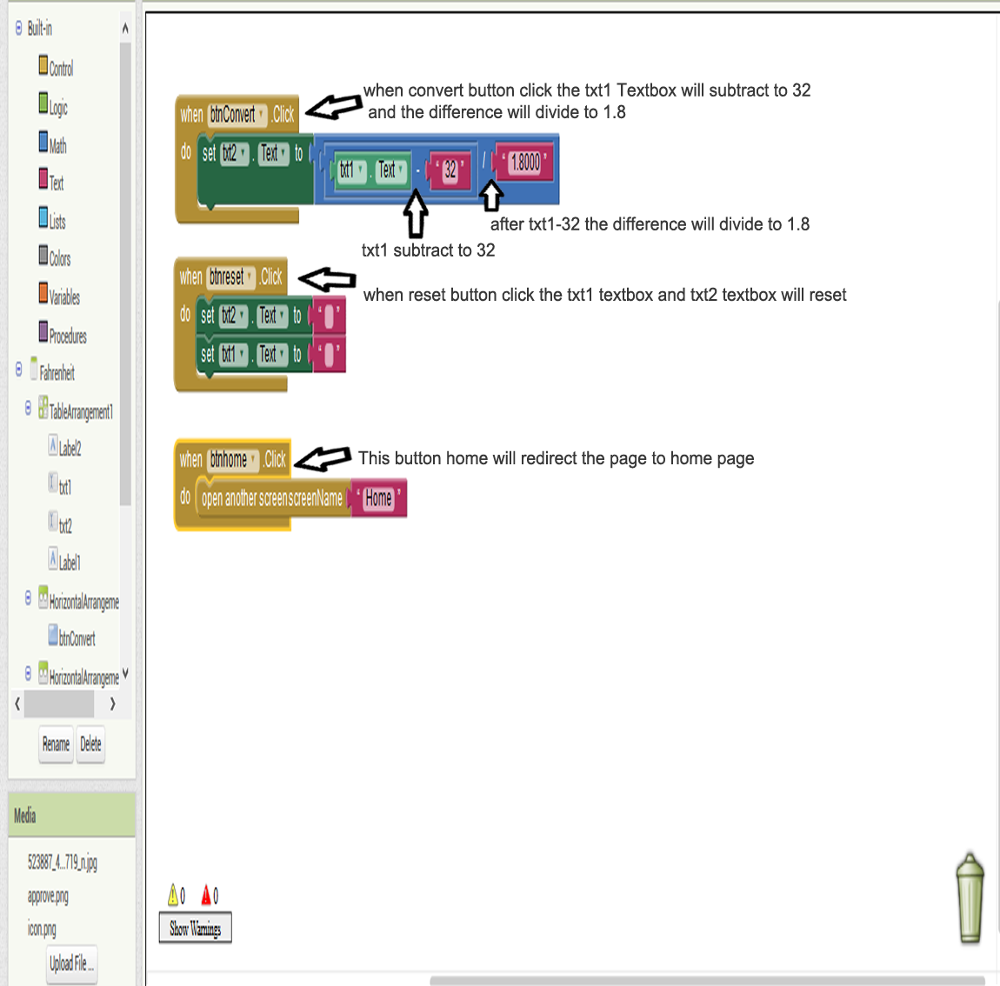 Built-in
Control
Logic
Math
Text
Lists
Colors
Variables
Procedures
Fahrenheit
TableArrangement1
Label2
txt1
txt2
Label1
HorizontalArrangeme
btnConvert
HorizontalArrangeme
Rename Delete
Media
523887_4...719_n.jpg
approve.png
icon.png
Upload File ...
when btnConvert .Click
do set txt2 . Text to txt1 . Text - " 32 " / " 1.8000 "
when convert button click the txt1 Textbox will subtract to 32
and the difference will divide to 1.8
after txt1-32 the difference will divide to 1.8
txt1 subtract to 32
when btnreset .Click
do set txt2 . Text to " "
set txt1 . Text to " "
when reset button click the txt1 textbox and txt2 textbox will reset
when btnhome .Click
do open another screen screenName " Home "
This button home will redirect the page to home page
0 0
Show Warnings